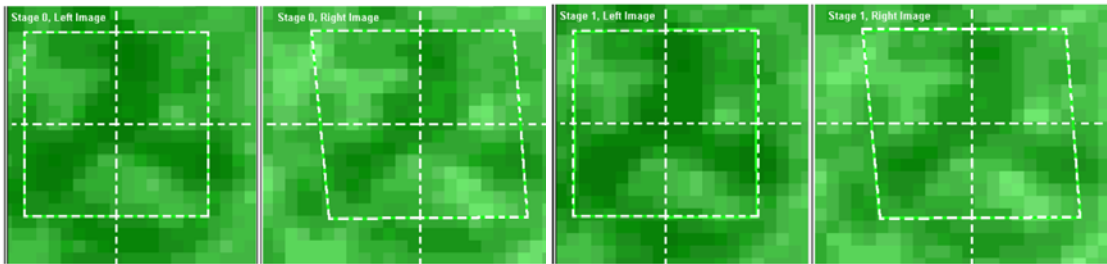 Stage 0, Left Image
Stage 0, Right Image
Stage 1, Left Image
Stage 1, Right Image